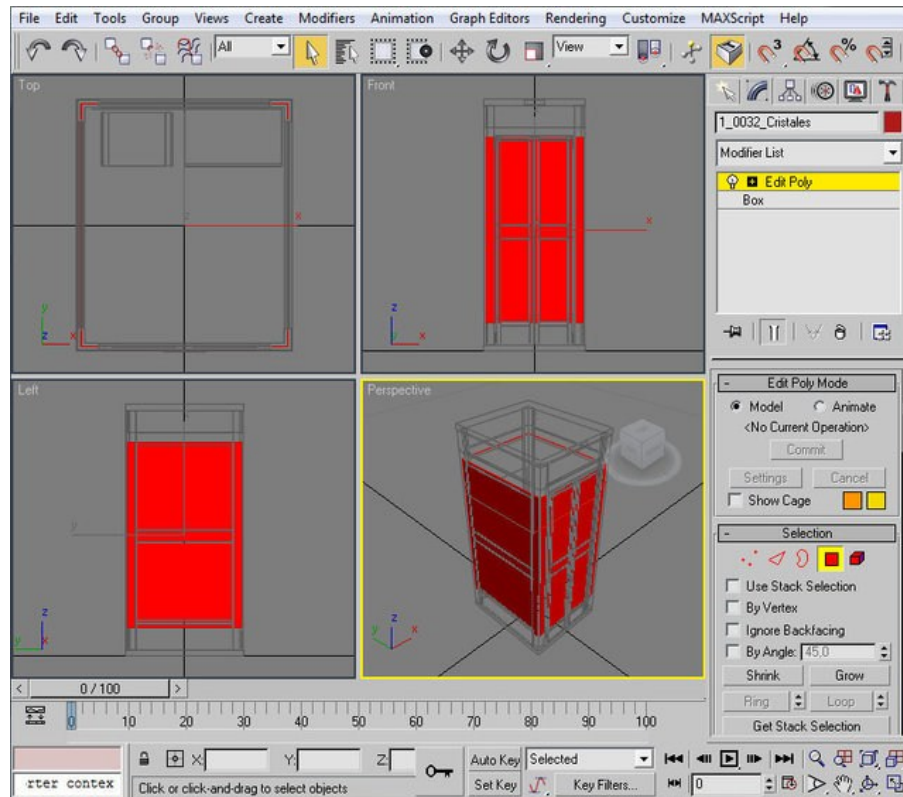 File Edit Tools Group Views Create Modifiers Animation Graph Editors Rendering Customize MAXScript Help
All View 3 %
Top Front
1_0032_Cristales
Modifier List
Edit Poly
Box
z x x
y z x z x
Left Perspective
Edit Poly Mode
Model Animate
<No Current Operation>
Commit
Settings Cancel
Show Cage
Selection
y
Use Stack Selection
By Vertex
Ignore Backfacing
By Angle: 45.0
Shrink Grow
z y x z y x
Ring Loop
Get Stack Selection
< 0 / 100 >
0 10 20 30 40 50 60 70 80 90 100
X: Y: Z: Auto Key Selected
rter contex Click or click-and-drag to select objects Set Key Key Filters... 0